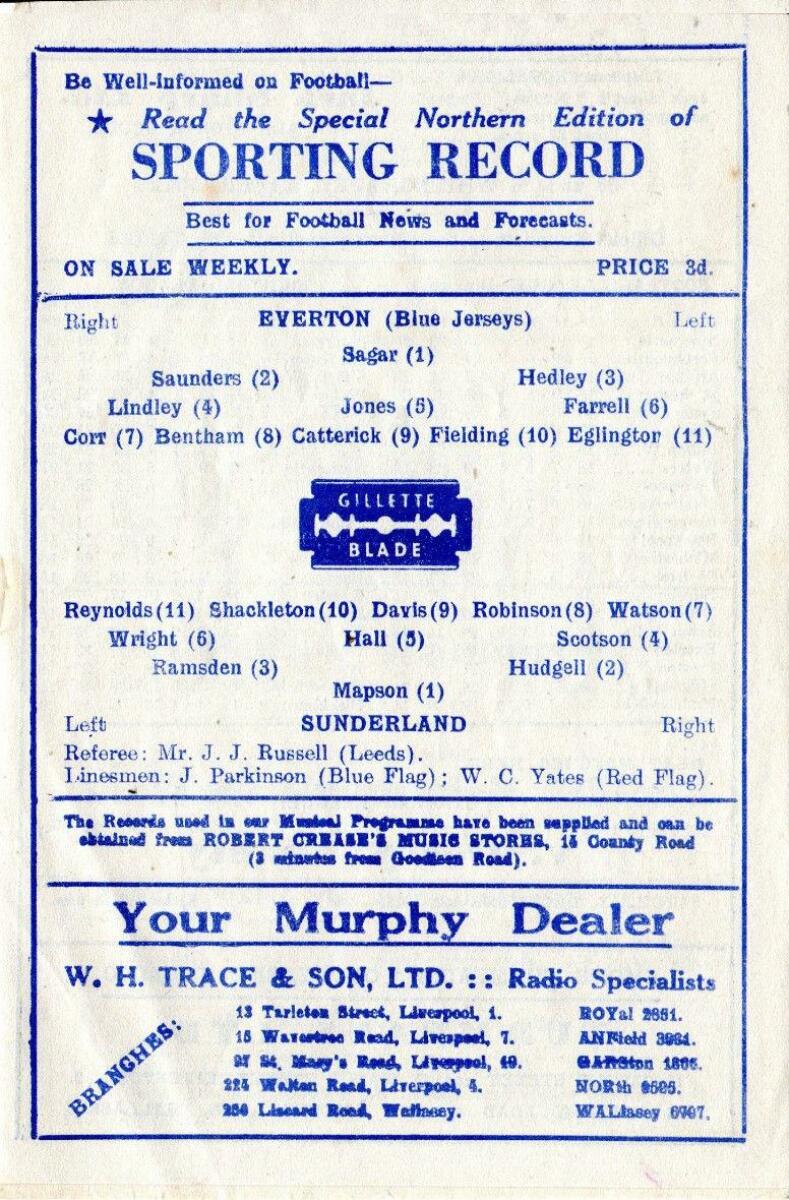 Be Well-informed on Football—
★ Read the Special Northern Edition of
SPORTING RECORD
Best for Football News and Forecasts.
ON SALE WEEKLY. PRICE 3d.
Right EVERTON (Blue Jerseys) Left
Sagar (1)
Saunders (2) Hedley (3)
Lindley (4) Jones (5) Farrell (6)
Corr (7) Bentham (8) Catterick (9) Fielding (10) Eglington (11)
GILLETTE
BLADE
Reynolds (11) Shackleton (10) Davis (9) Robinson (8) Watson (7)
Wright (6) Hall (5) Scotson (4)
Ramsden (3) Hudgell (2)
Mapson (1)
Left SUNDERLAND Right
Referee: Mr. J. J. Russell (Leeds).
Linesmen: J. Parkinson (Blue Flag); W. C. Yates (Red Flag).
The Records used in our Musical Programme have been supplied and can be
obtained from ROBERT CREASE'S MUSIC STORES, County Road
(3 minutes from Goodison Road).
Your Murphy Dealer
W. H. TRACE & SON, LTD. :: Radio Specialists
BRANCHES:
13 Tarleton Street, Liverpool, 1. ROYal
15 Wavertree Road, Liverpool, 7. ANField
St. Mary's Road, Liverpool, 19. GARSton
224 Walton Road, Liverpool, 4. NORth
Liscard Road, Wallasey. WALlasey